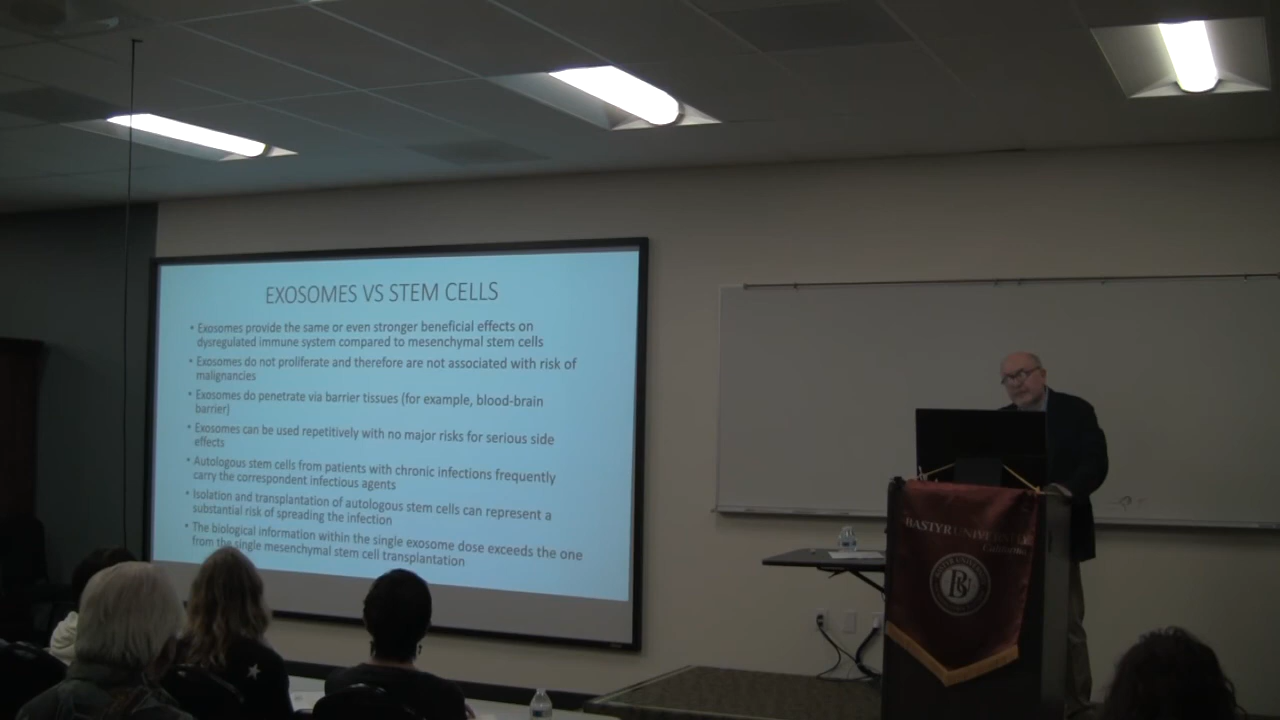 EXOSOMES VS STEM CELLS
• Exosomes provide the same or even stronger beneficial effects on
dysregulated immune system compared to mesenchymal stem cells
• Exosomes do not proliferate and therefore are not associated with risk of
malignancies
• Exosomes do penetrate via barrier tissues (for example, blood-brain
barrier)
• Exosomes can be used repetitively with no major risks for serious side
effects
• Autologous stem cells from patients with chronic infections frequently
carry the correspondent infectious agents
• Isolation and transplantation of autologous stem cells can represent a
substantial risk of spreading the infection
• The biological information within the single exosome dose exceeds the one
from the single mesenchymal stem cell transplantation
BASTYR UNIVERSITY
California
BU